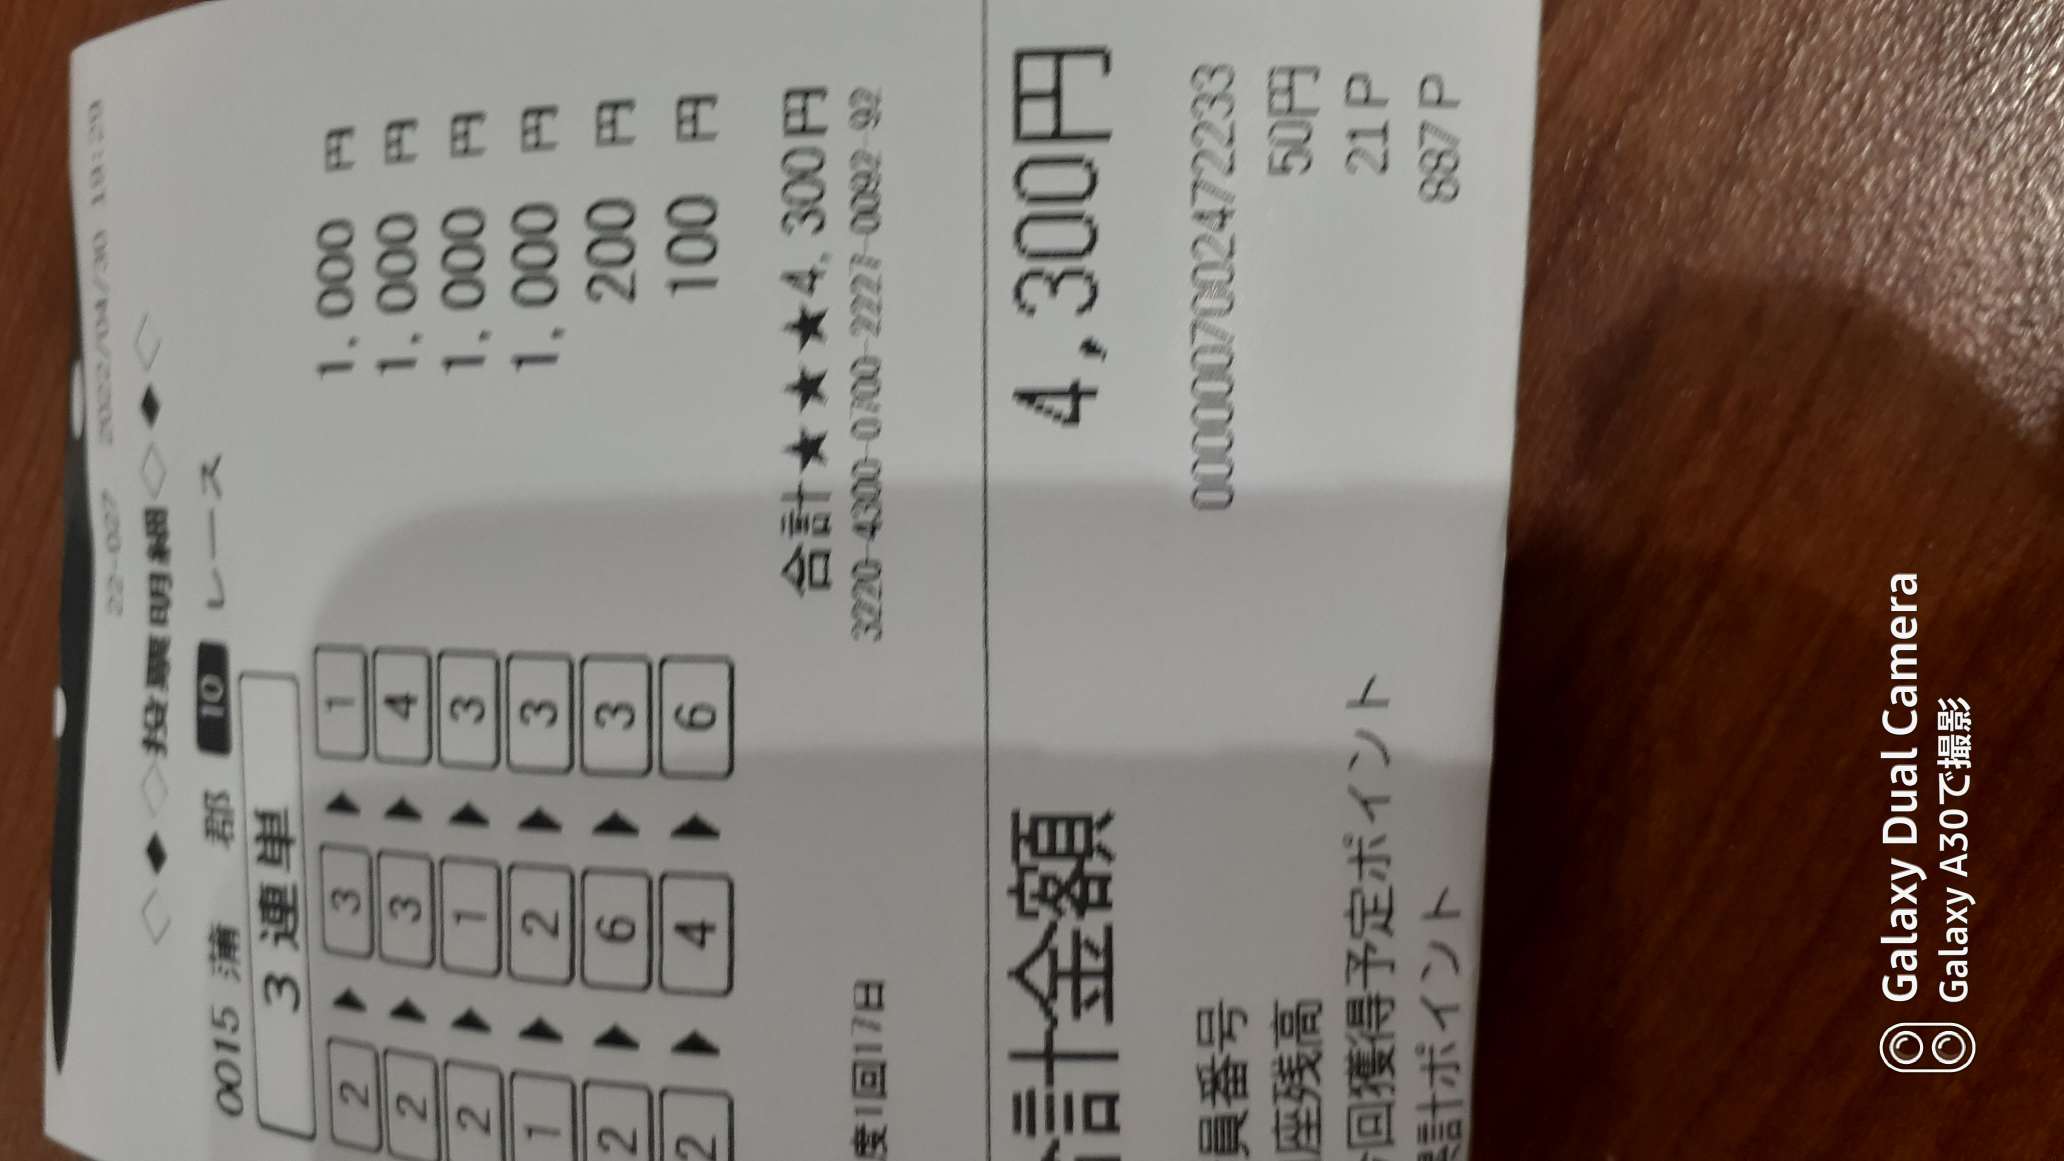 22-027 2022/04/30 19:29
◇◆◇投票明細◇◆◇
0015 蒲 郡 10 レース
3 連 単
2 ▶ 3 ▶ 1 1,000 円
2 ▶ 3 ▶ 4 1,000 円
2 ▶ 1 ▶ 3 1,000 円
1 ▶ 2 ▶ 3 1,000 円
2 ▶ 6 ▶ 3 200 円
2 ▶ 4 ▶ 6 100 円
合計★★★4,300円
度1回17日 3220-4300-0700-2227-0092-92
計金額 4,300円
員番号 0000007002472233
座残高 50円
回獲得予定ポイント 21P
計ポイント 887P
Galaxy Dual Camera
Galaxy A30で撮影